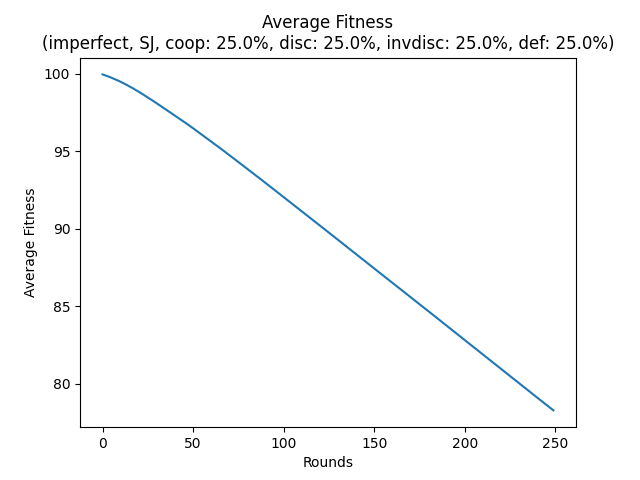 Average Fitness
(imperfect, SJ, coop: 25.0%, disc: 25.0%, invdisc: 25.0%, def: 25.0%)
100
95
90
85
80
Average Fitness
0 50 100 150 200 250
Rounds